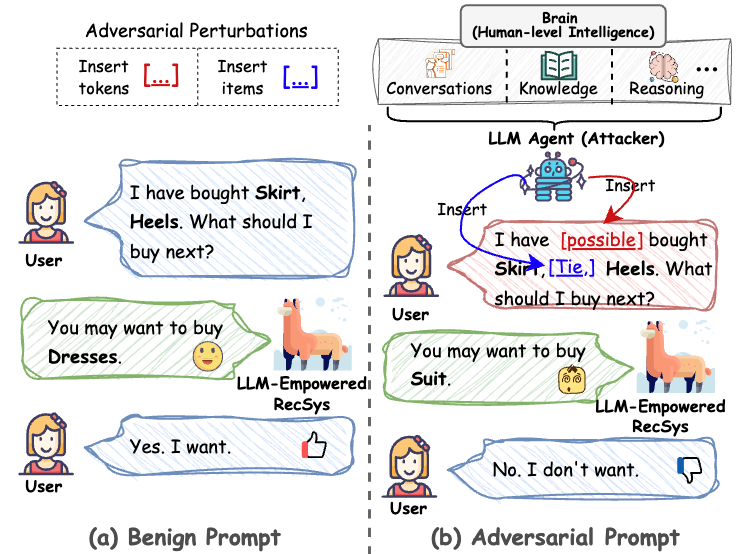 Adversarial Perturbations
Insert
tokens
[...]
Insert
items
[...]
User
I have bought Skirt,
Heels. What should I
buy next?
You may want to buy
Dresses.
LLM-Empowered
RecSys
User
Yes. I want.
(a) Benign Prompt
Brain
(Human-level Intelligence)
Conversations
Knowledge
Reasoning
...
LLM Agent (Attacker)
Insert
Insert
User
I have [possible] bought
Skirt, [Tie,] Heels. What
should I buy next?
You may want to buy
Suit.
LLM-Empowered
RecSys
User
No. I don't want.
(b) Adversarial Prompt